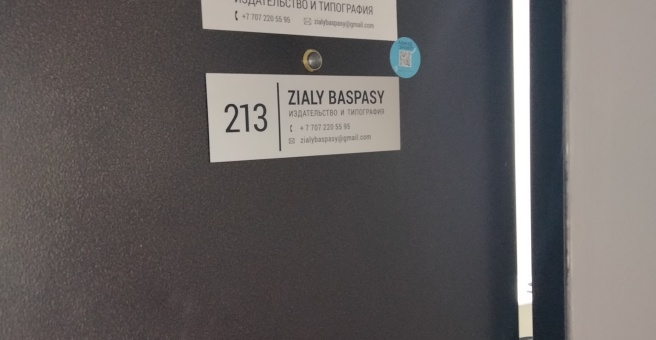 ИЗДАТЕЛЬСТВО И ТИПОГРАФИЯ
+7 707 220 55 95 zialybaspasy@gmail.com
213
ZIALY BASPASY
ИЗДАТЕЛЬСТВО И ТИПОГРАФИЯ
+ 7 707 220 55 95
zialybaspasy@gmail.com